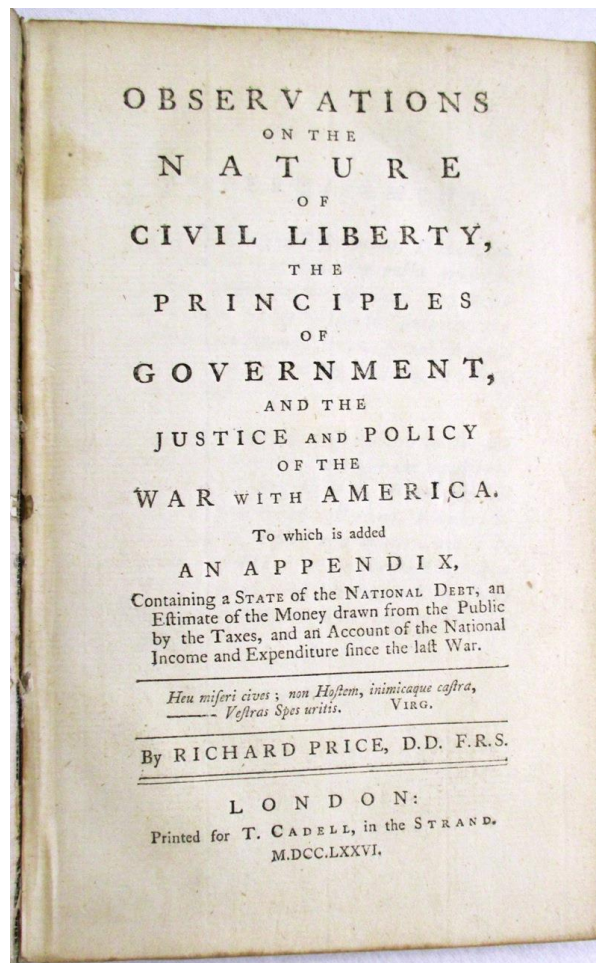 OBSERVATIONS
ON THE
NATURE
OF
CIVIL LIBERTY,
THE
PRINCIPLES
OF
GOVERNMENT,
AND THE
JUSTICE AND POLICY
OF THE
WAR WITH AMERICA.
To which is added
AN APPENDIX,
Containing a STATE of the NATIONAL DEBT, an
Eſtimate of the Money drawn from the Public
by the Taxes, and an Account of the National
Income and Expenditure ſince the laſt War.
Heu miſeri cives; non Hoſtem, inimicaque caſtra,
—— Veſtras Spes uritis. VIRG.
By RICHARD PRICE, D.D. F.R.S.
LONDON:
Printed for T. CADELL, in the STRAND.
M.DCC.LXXVI.